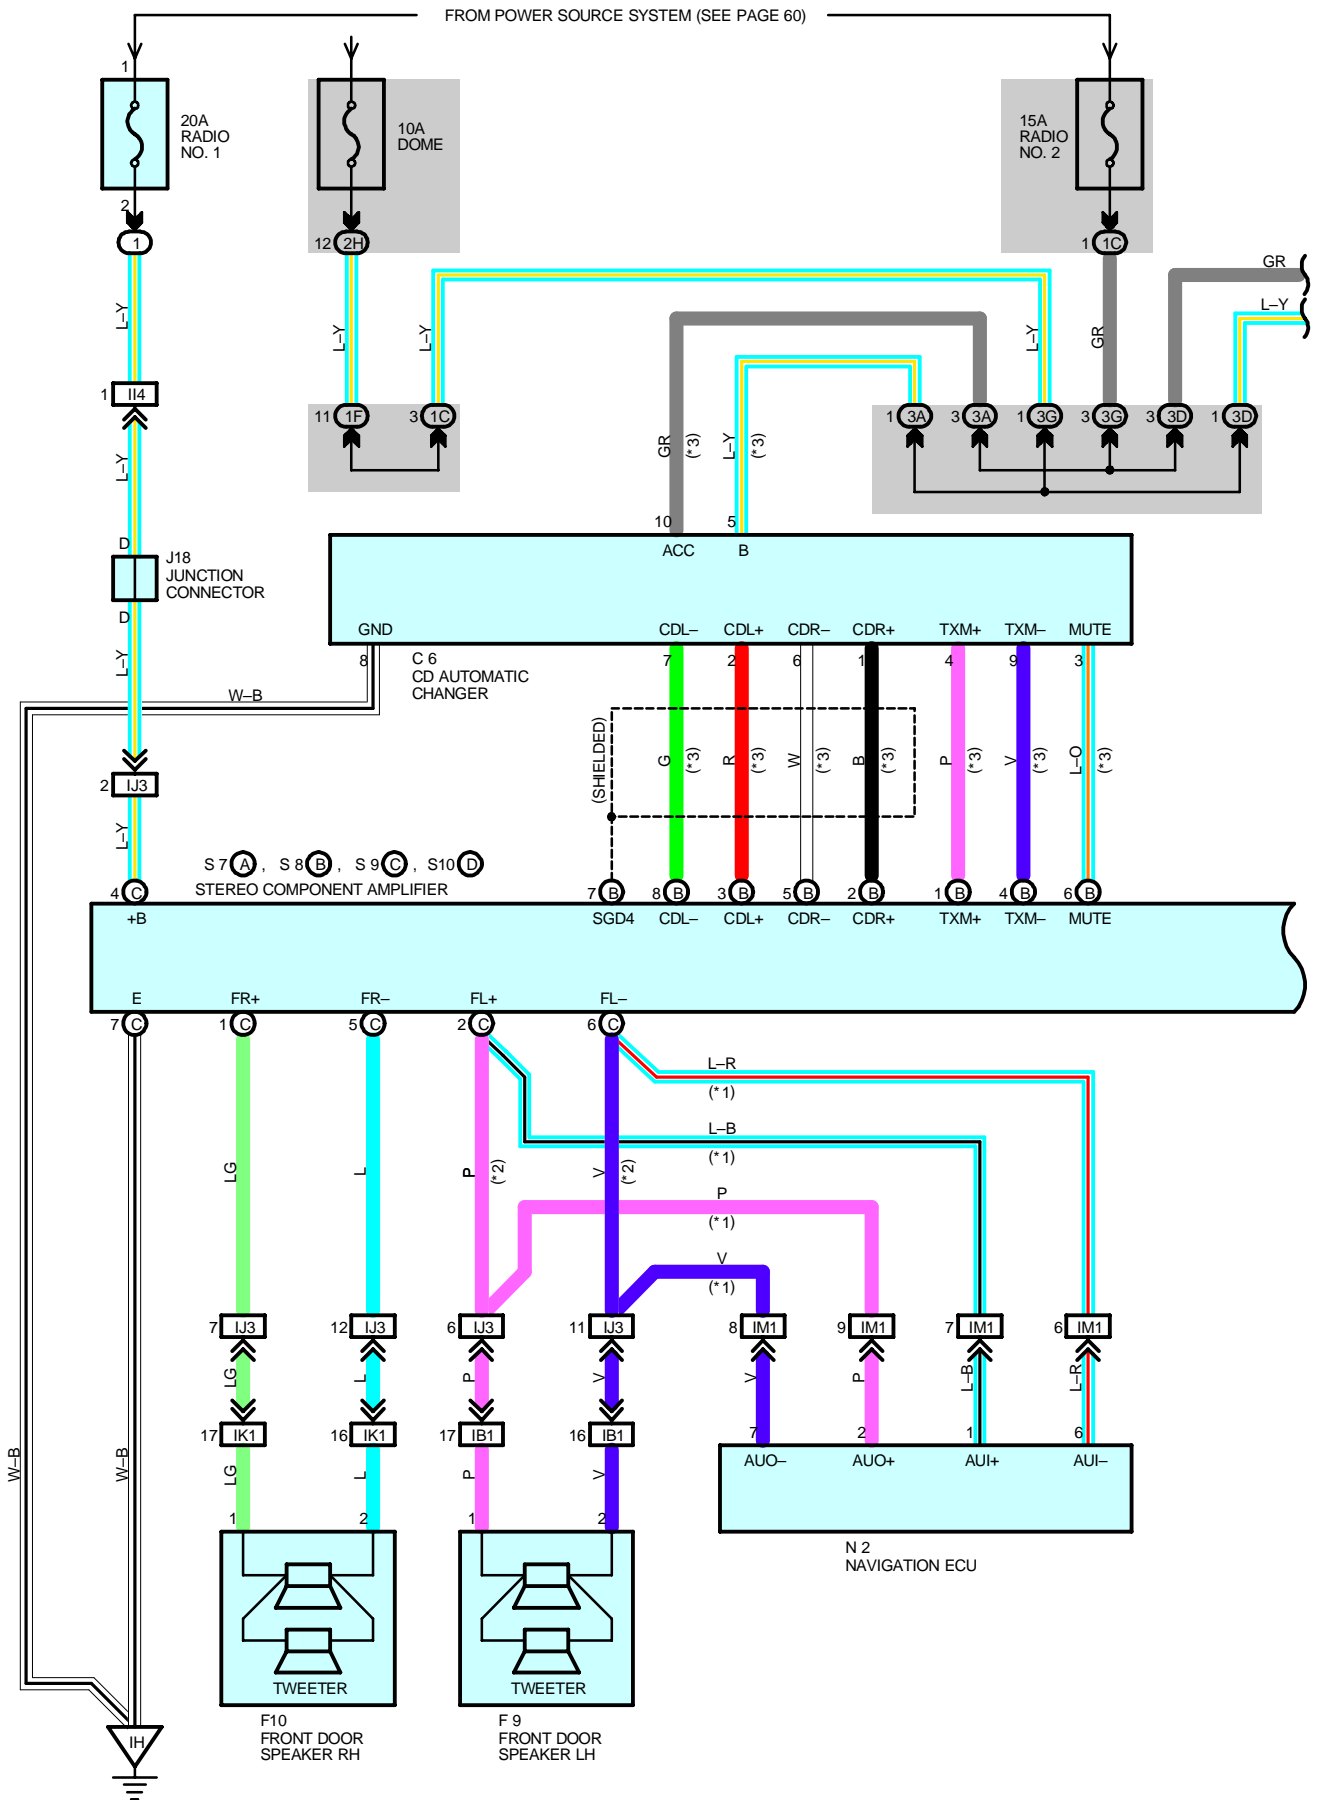 FROM POWER SOURCE SYSTEM (SEE PAGE 60)
1
20A
RADIO
NO. 1
10A
DOME
15A
RADIO
NO. 2
2
1
12 2H
1 1C
GR
L–Y
L–Y
L–Y
L–Y
L–Y
GR
1 II4
11 1F
3 1C
1 3A
3 3A
1 3G
3 3G
3 3D
1 3D
L–Y
GR
(*3)
L–Y
(*3)
10
5
ACC
B
D
J18
JUNCTION
CONNECTOR
D
GND
CDL–
CDL+
CDR–
CDR+
TXM+
TXM–
MUTE
8
7
2
6
1
4
9
3
C 6
CD AUTOMATIC
CHANGER
L–Y
W–B
(SHIELDED)
G
(*3)
R
(*3)
W
(*3)
B
(*3)
P
(*3)
V
(*3)
L–O
(*3)
2 IJ3
L–Y
S 7 A , S 8 B , S 9 C , S10 D
STEREO COMPONENT AMPLIFIER
4 C
7 B
8 B
3 B
5 B
2 B
1 B
4 B
6 B
+B
SGD4
CDL–
CDL+
CDR–
CDR+
TXM+
TXM–
MUTE
E
FR+
FR–
FL+
FL–
7 C
1 C
5 C
2 C
6 C
L–R
(*1)
L–B
(*1)
LG
L
P
(*2)
V
(*2)
P
(*1)
V
(*1)
7 IJ3
12 IJ3
6 IJ3
11 IJ3
8 IM1
9 IM1
7 IM1
6 IM1
LG
L
P
V
V
P
L–B
L–R
17 IK1
16 IK1
17 IB1
16 IB1
7
2
1
6
AUO–
AUO+
AUI+
AUI–
W–B
W–B
LG
L
P
V
1
2
1
2
N 2
NAVIGATION ECU
TWEETER
TWEETER
F10
FRONT DOOR
SPEAKER RH
F 9
FRONT DOOR
SPEAKER LH
IH